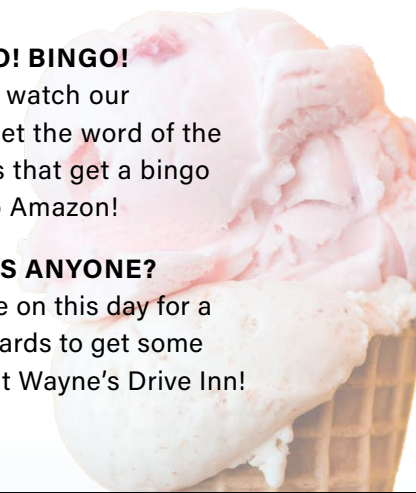 D! BINGO!
watch our
et the word of the
s that get a bingo
Amazon!
S ANYONE?
e on this day for a
ards to get some
t Wayne's Drive Inn!